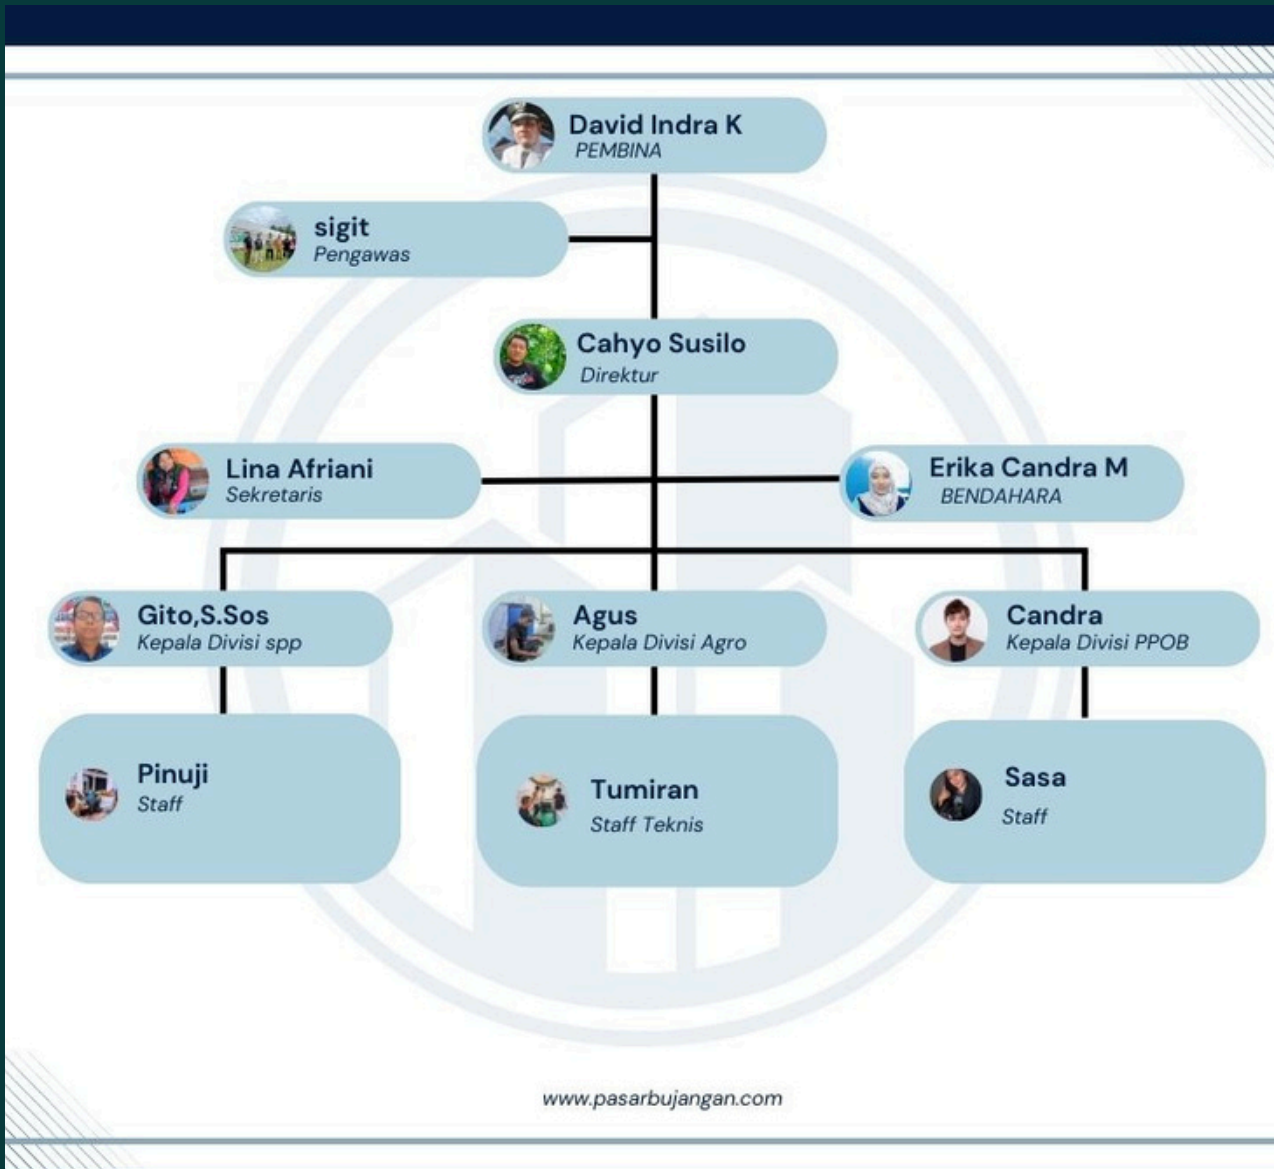 David Indra K
PEMBINA
sigit
Pengawas
Cahyo Susilo
Direktur
Lina Afriani
Sekretaris
Erika Candra M
BENDAHARA
Gito,S.Sos
Kepala Divisi spp
Agus
Kepala Divisi Agro
Candra
Kepala Divisi PPOB
Pinuji
Staff
Tumiran
Staff Teknis
Sasa
Staff
www.pasarbujangan.com